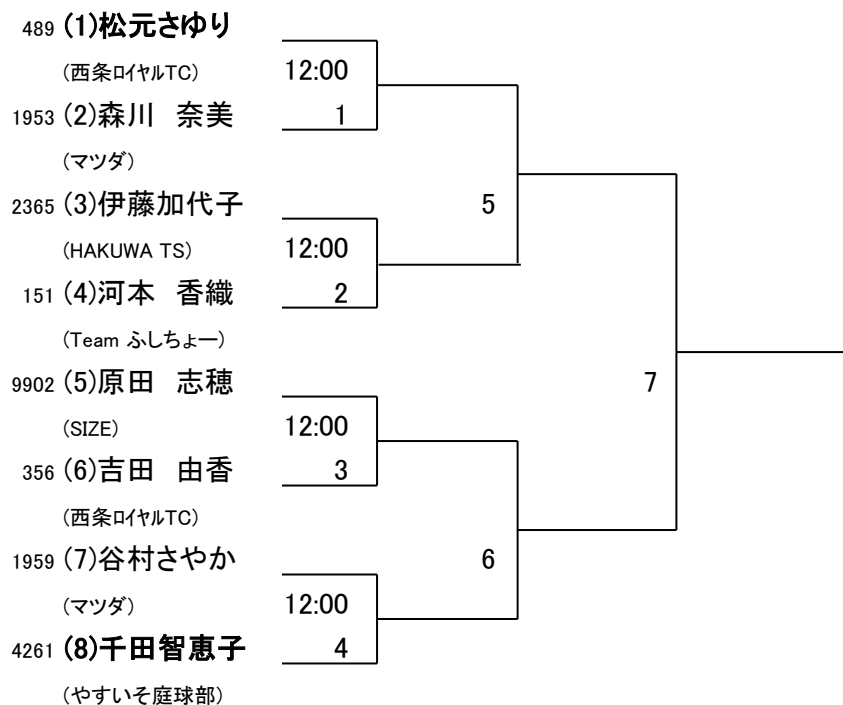 489 (1)松元さゆり
(西条ﾛｲﾔﾙTC) 12:00
1953 (2)森川　奈美 1
(マツダ)
2365 (3)伊藤加代子 5
(HAKUWA TS) 12:00
151 (4)河本　香織 2
(Team ふしちょー)
9902 (5)原田　志穂 7
(SIZE) 12:00
356 (6)吉田　由香 3
(西条ﾛｲﾔﾙTC)
1959 (7)谷村さやか 6
(マツダ) 12:00
4261 (8)千田智恵子 4
(やすいそ庭球部)